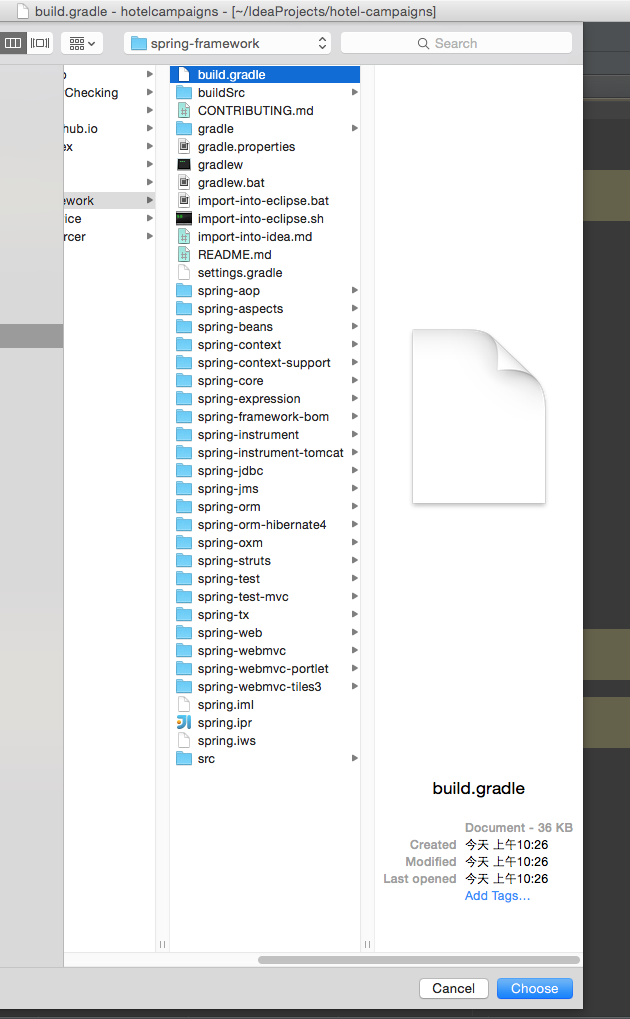 build.gradle - hotelcampaigns - [~/IdeaProjects/hotel-campaigns]
spring-framework
Search
Checking
hub.io
ex
ework
ice
rcer
build.gradle
buildSrc
CONTRIBUTING.md
gradle
gradle.properties
gradlew
gradlew.bat
import-into-eclipse.bat
import-into-eclipse.sh
import-into-idea.md
README.md
settings.gradle
spring-aop
spring-aspects
spring-beans
spring-context
spring-context-support
spring-core
spring-expression
spring-framework-bom
spring-instrument
spring-instrument-tomcat
spring-jdbc
spring-jms
spring-orm
spring-orm-hibernate4
spring-oxm
spring-struts
spring-test
spring-test-mvc
spring-tx
spring-web
spring-webmvc
spring-webmvc-portlet
spring-webmvc-tiles3
spring.iml
spring.ipr
spring.iws
src
build.gradle
Document - 36 KB
Created 今天 上午10:26
Modified 今天 上午10:26
Last opened 今天 上午10:26
Add Tags…
Cancel
Choose